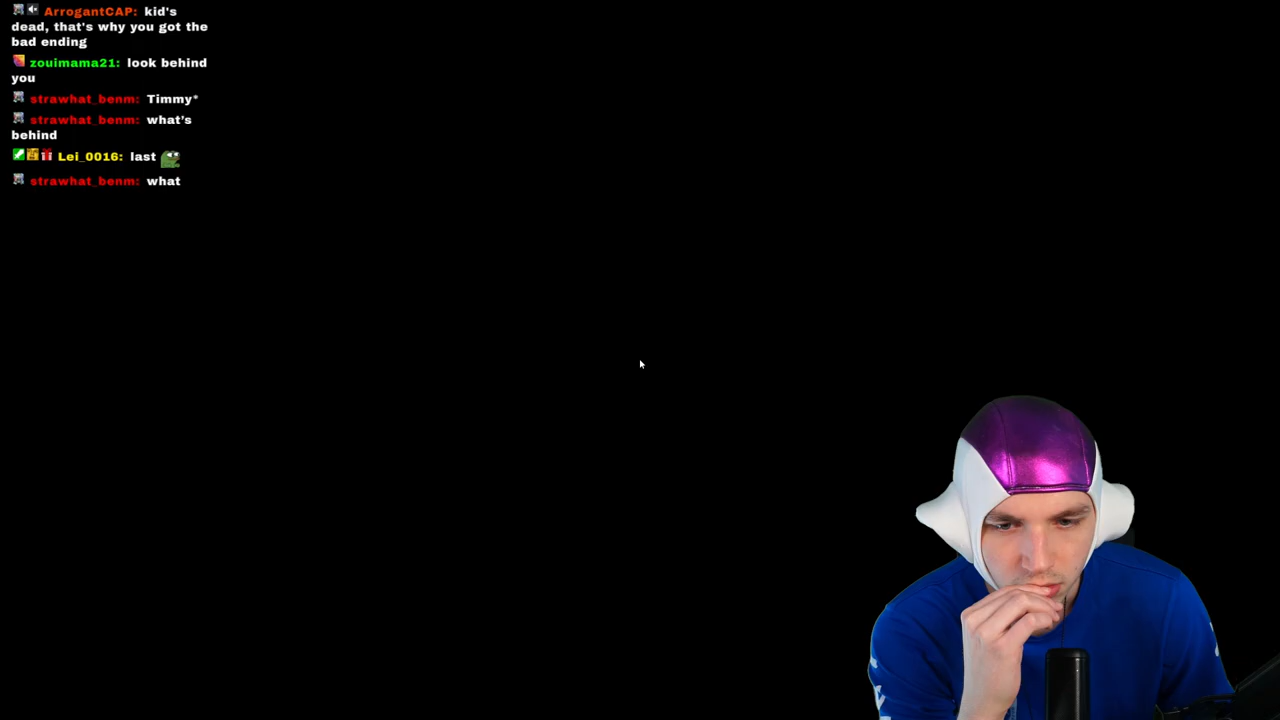 ArrogantCAP: kid's
dead, that's why you got the
bad ending
zouimama21: look behind
you
strawhat_benm: Timmy*
strawhat_benm: what's
behind
Lei_0016: last
strawhat_benm: what